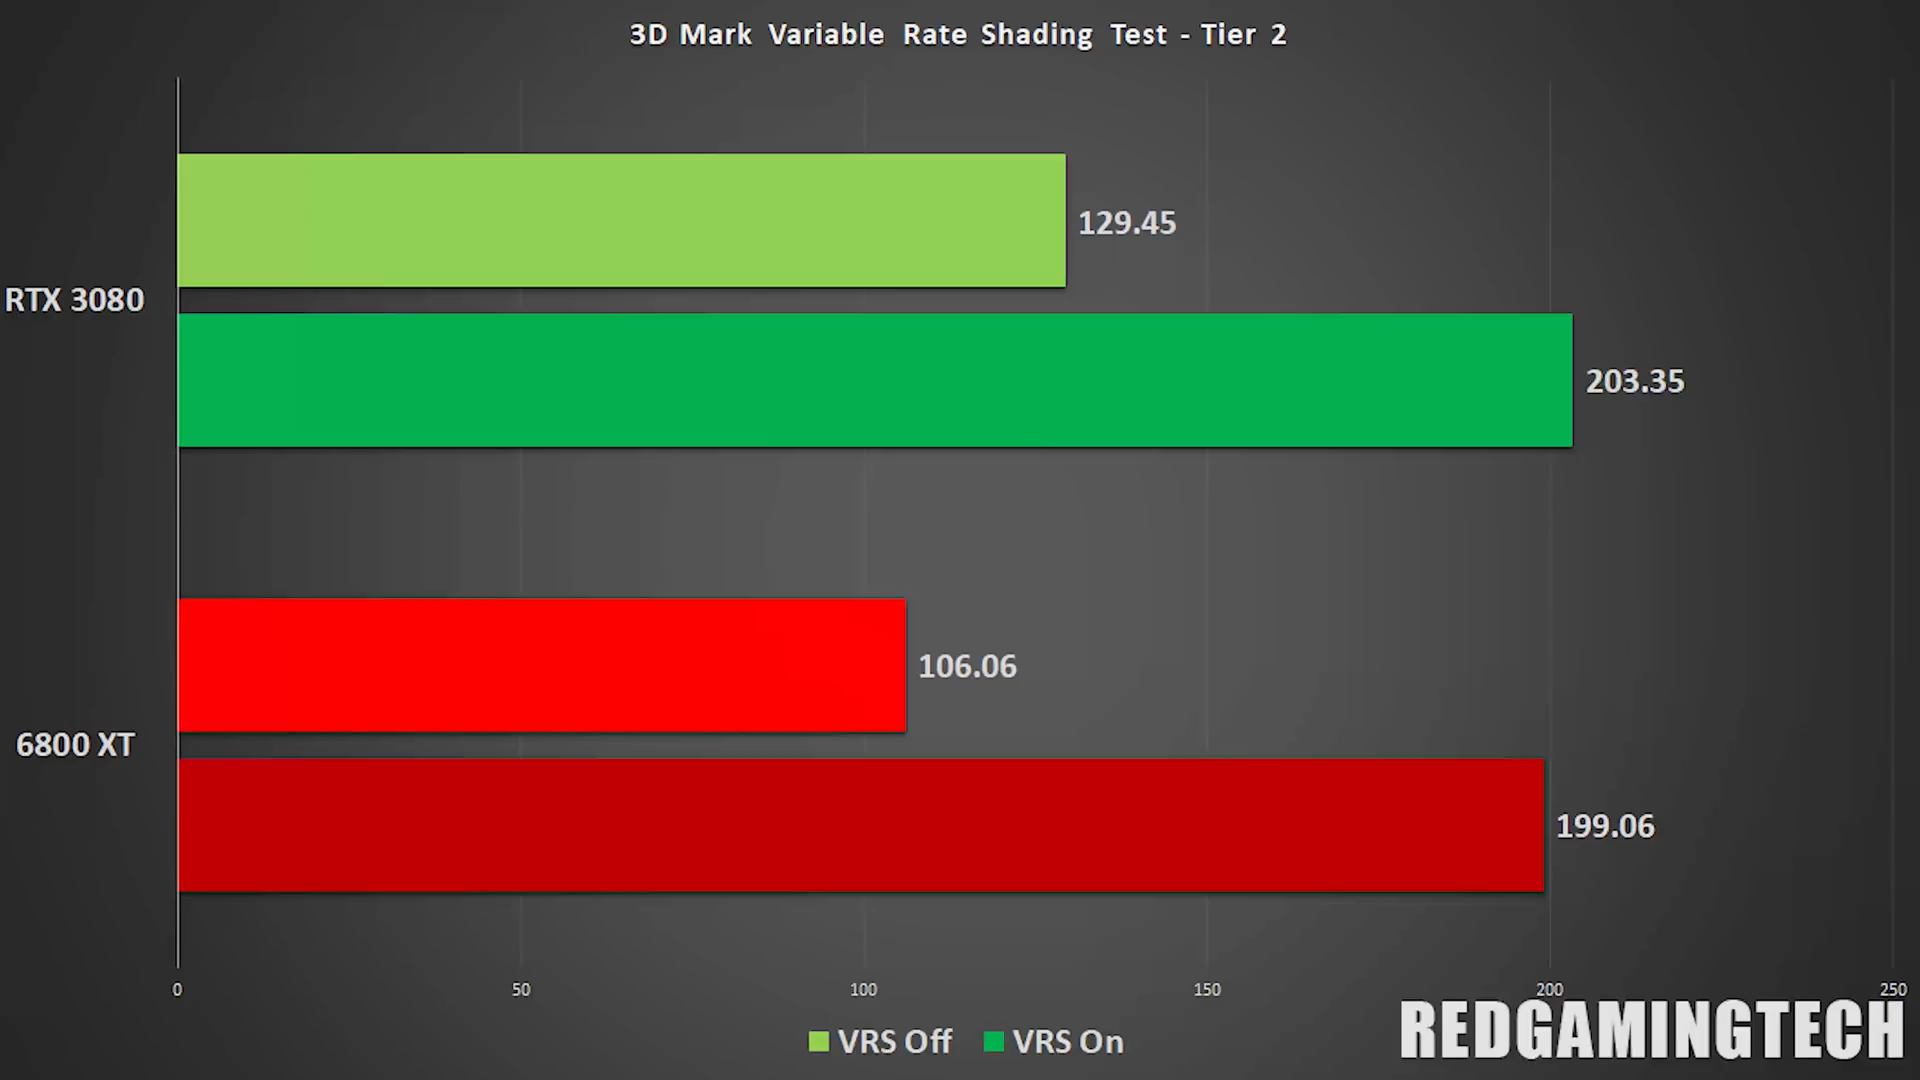 3D Mark Variable Rate Shading Test - Tier 2
RTX 3080
129.45
203.35
6800 XT
106.06
199.06
0 50 100 150 200 250
VRS Off VRS On
REDGAMINGTECH